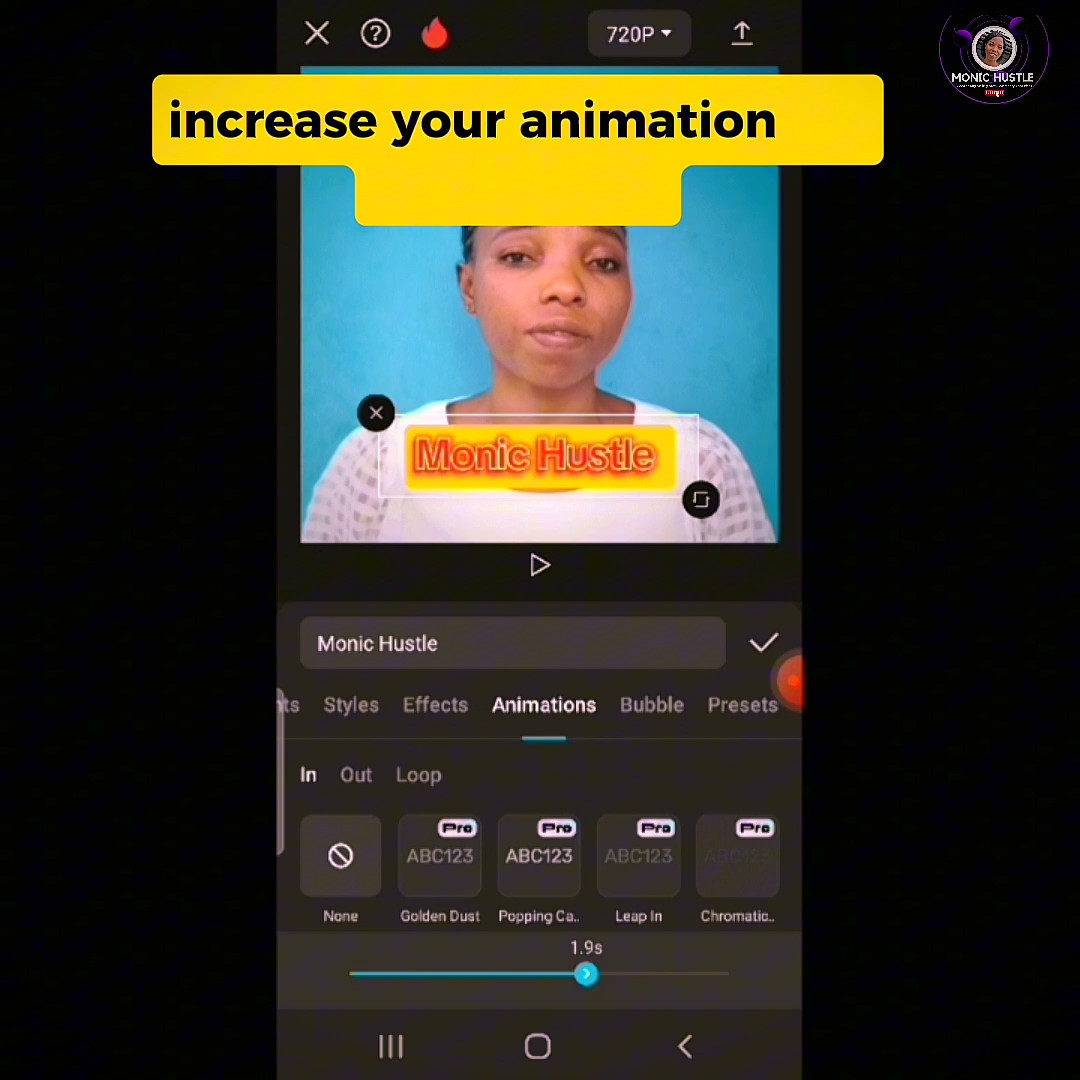 720P
MONIC HUSTLE
increase your animation
Monic Hustle
Monic Hustle
Styles Effects Animations Bubble Presets
In Out Loop
Pro Pro Pro Pro
ABC123 ABC123 ABC123 ABC123
None Golden Dust Popping Ca.. Leap In Chromatic..
1.9s